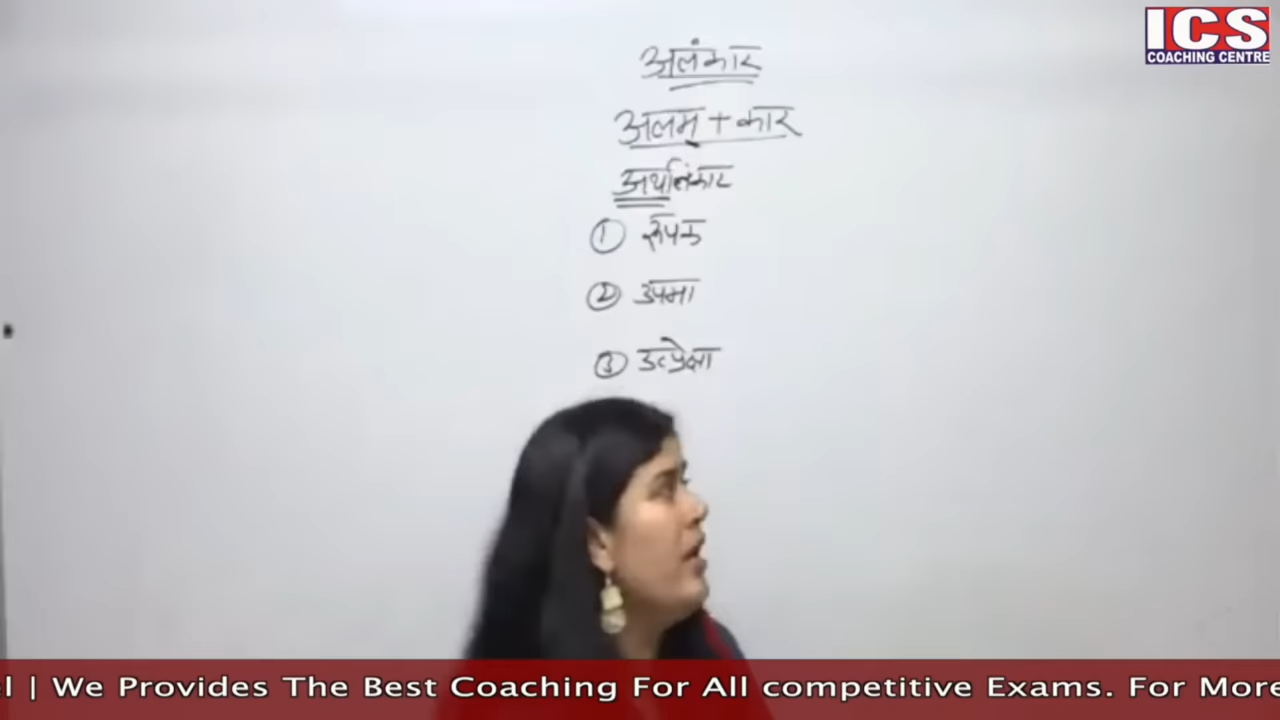 ICS
COACHING CENTRE
अलंकार
अलम् + कार
अर्थालंकार
① रूपक
② उपमा
③ उत्प्रेक्षा
l | We Provides The Best Coaching For All competitive Exams. For More